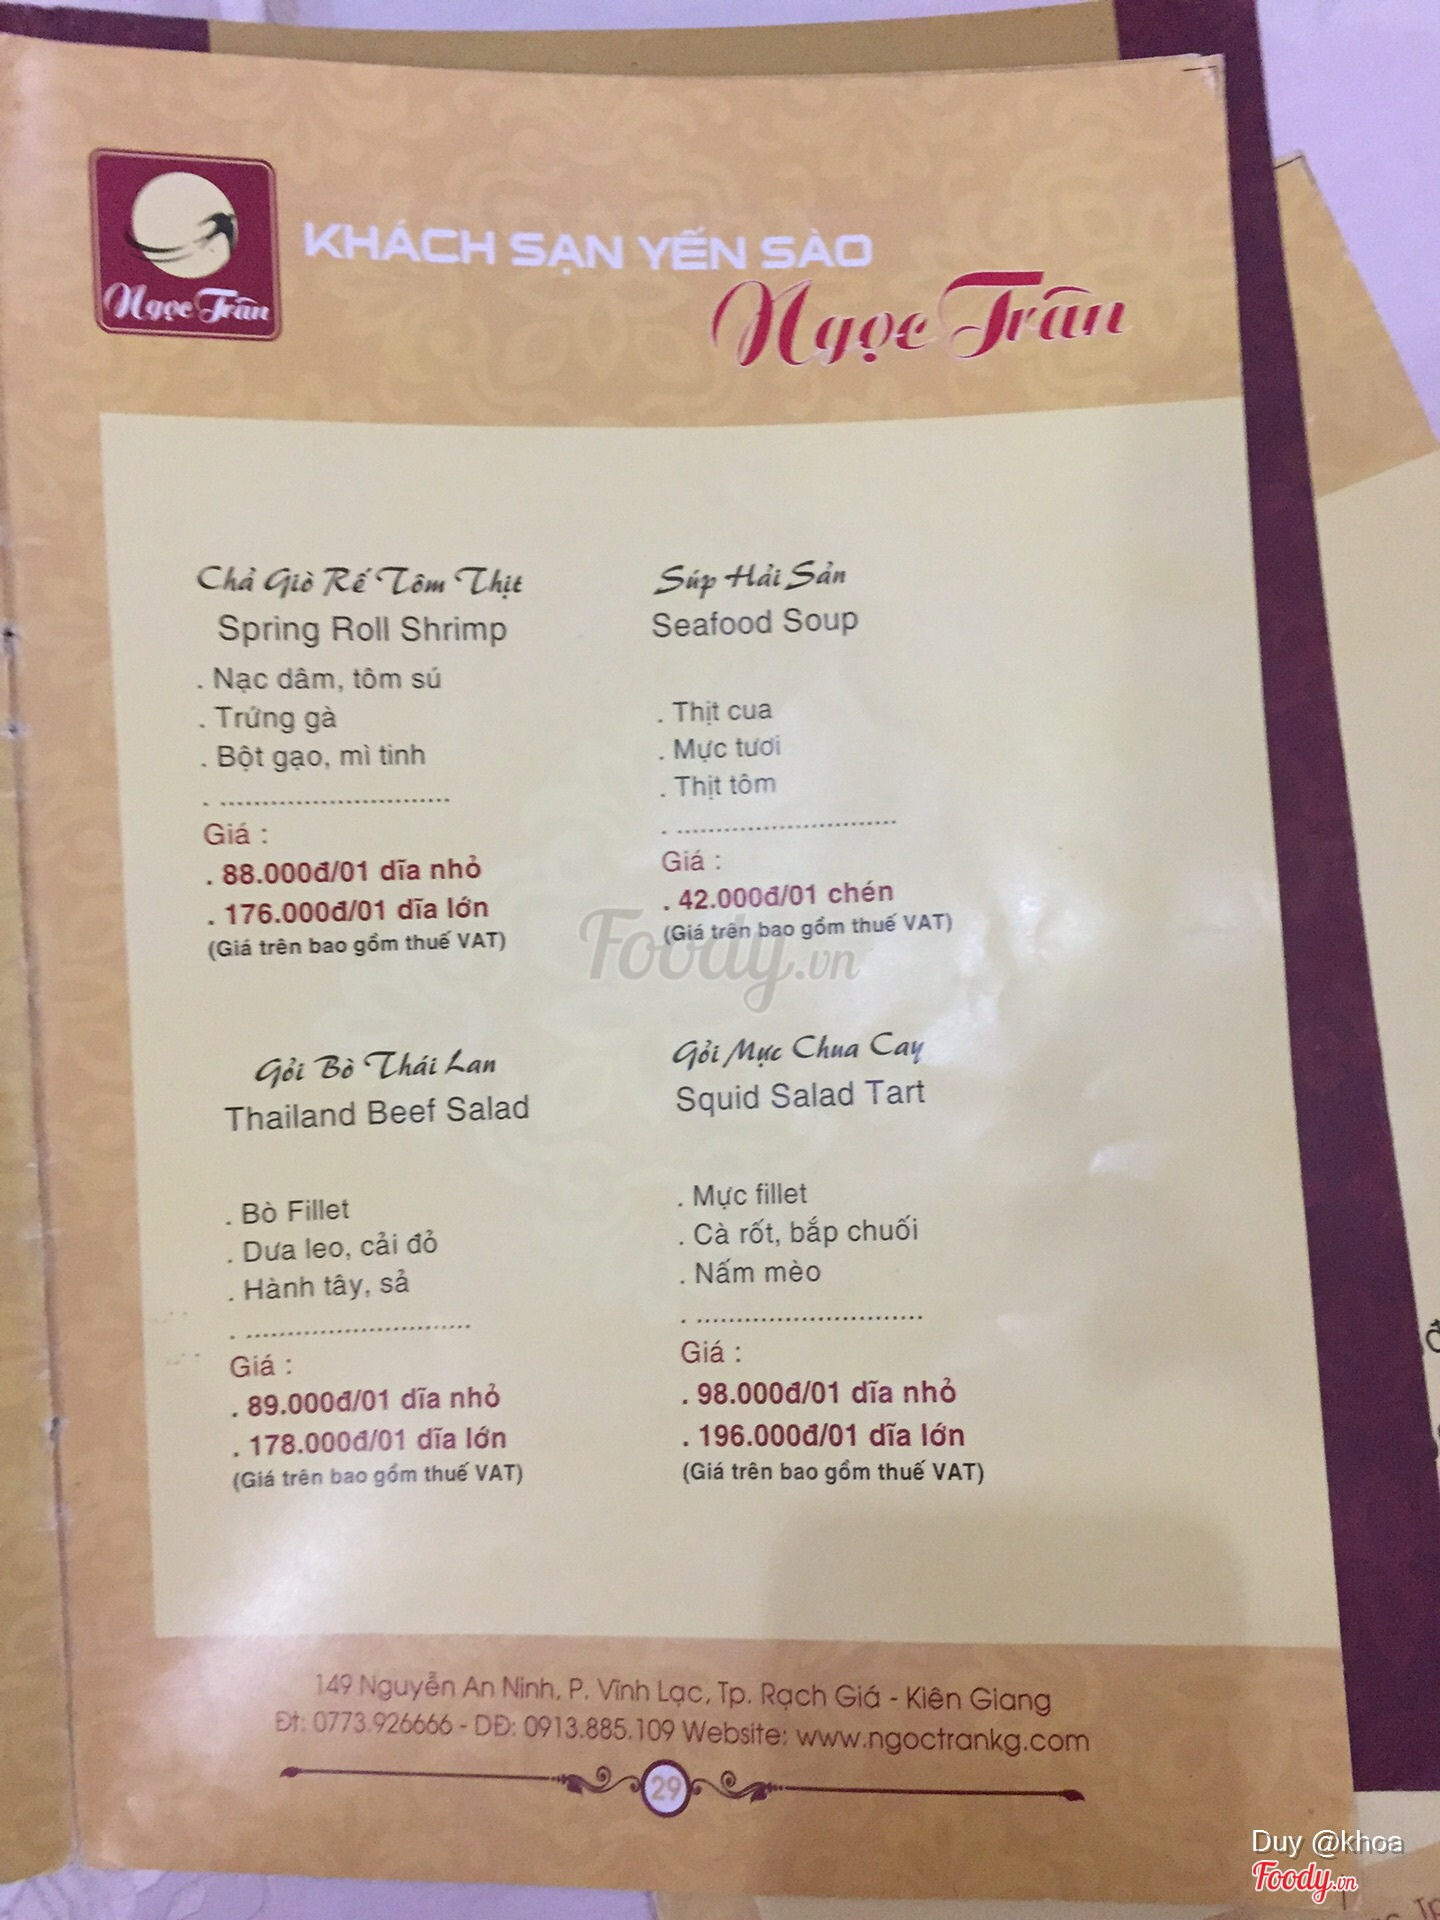 Ngọc Trân
KHÁCH SẠN YẾN SÀO
Ngọc Trân
Chả Giò Rế Tôm Thịt
Spring Roll Shrimp
. Nạc dâm, tôm sú
. Trứng gà
. Bột gạo, mì tinh
. .............................
Giá :
. 88.000đ/01 dĩa nhỏ
. 176.000đ/01 dĩa lớn
(Giá trên bao gồm thuế VAT)
Súp Hải Sản
Seafood Soup
. Thịt cua
. Mực tươi
. Thịt tôm
. .............................
Giá :
. 42.000đ/01 chén
(Giá trên bao gồm thuế VAT)
Foody.vn
Gỏi Bò Thái Lan
Thailand Beef Salad
. Bò Fillet
. Dưa leo, cải đỏ
. Hành tây, sả
. .............................
Giá :
. 89.000đ/01 dĩa nhỏ
. 178.000đ/01 dĩa lớn
(Giá trên bao gồm thuế VAT)
Gỏi Mực Chua Cay
Squid Salad Tart
. Mực fillet
. Cà rốt, bắp chuối
. Nấm mèo
. .............................
Giá :
. 98.000đ/01 dĩa nhỏ
. 196.000đ/01 dĩa lớn
(Giá trên bao gồm thuế VAT)
149 Nguyễn An Ninh, P. Vĩnh Lạc, Tp. Rạch Giá - Kiên Giang
Đt: 0773.926666 - DĐ: 0913.885.109 Website: www.ngoctrankg.com
29
Duy @khoa
Foody.vn